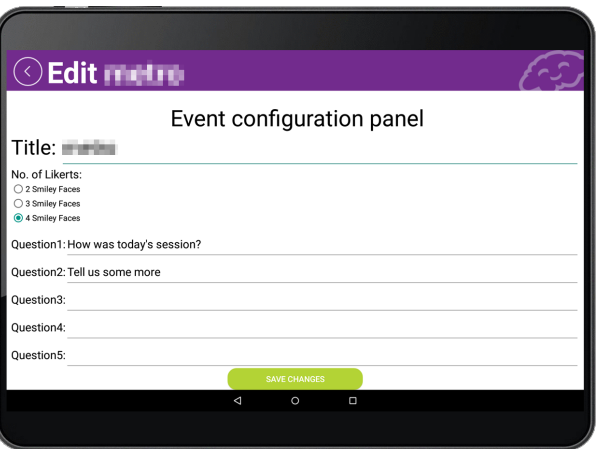 Edit
Event configuration panel
Title:
No. of Likerts:
2 Smiley Faces
3 Smiley Faces
4 Smiley Faces
Question1: How was today's session?
Question2: Tell us some more
Question3:
Question4:
Question5:
SAVE CHANGES